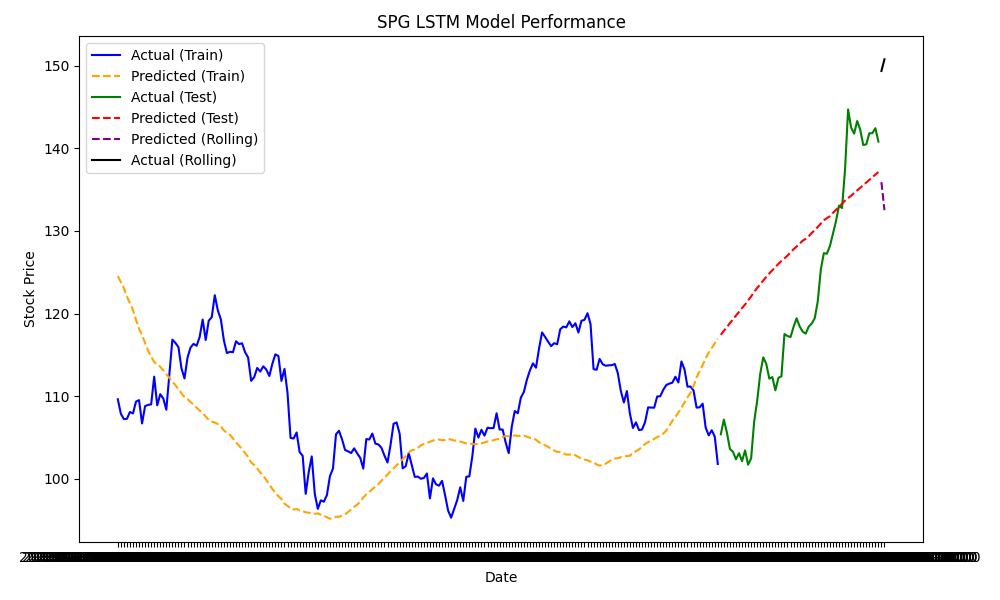 SPG LSTM Model Performance
Actual (Train)
Predicted (Train)
Actual (Test)
Predicted (Test)
Predicted (Rolling)
Actual (Rolling)
150
140
130
120
110
100
Stock Price
Date